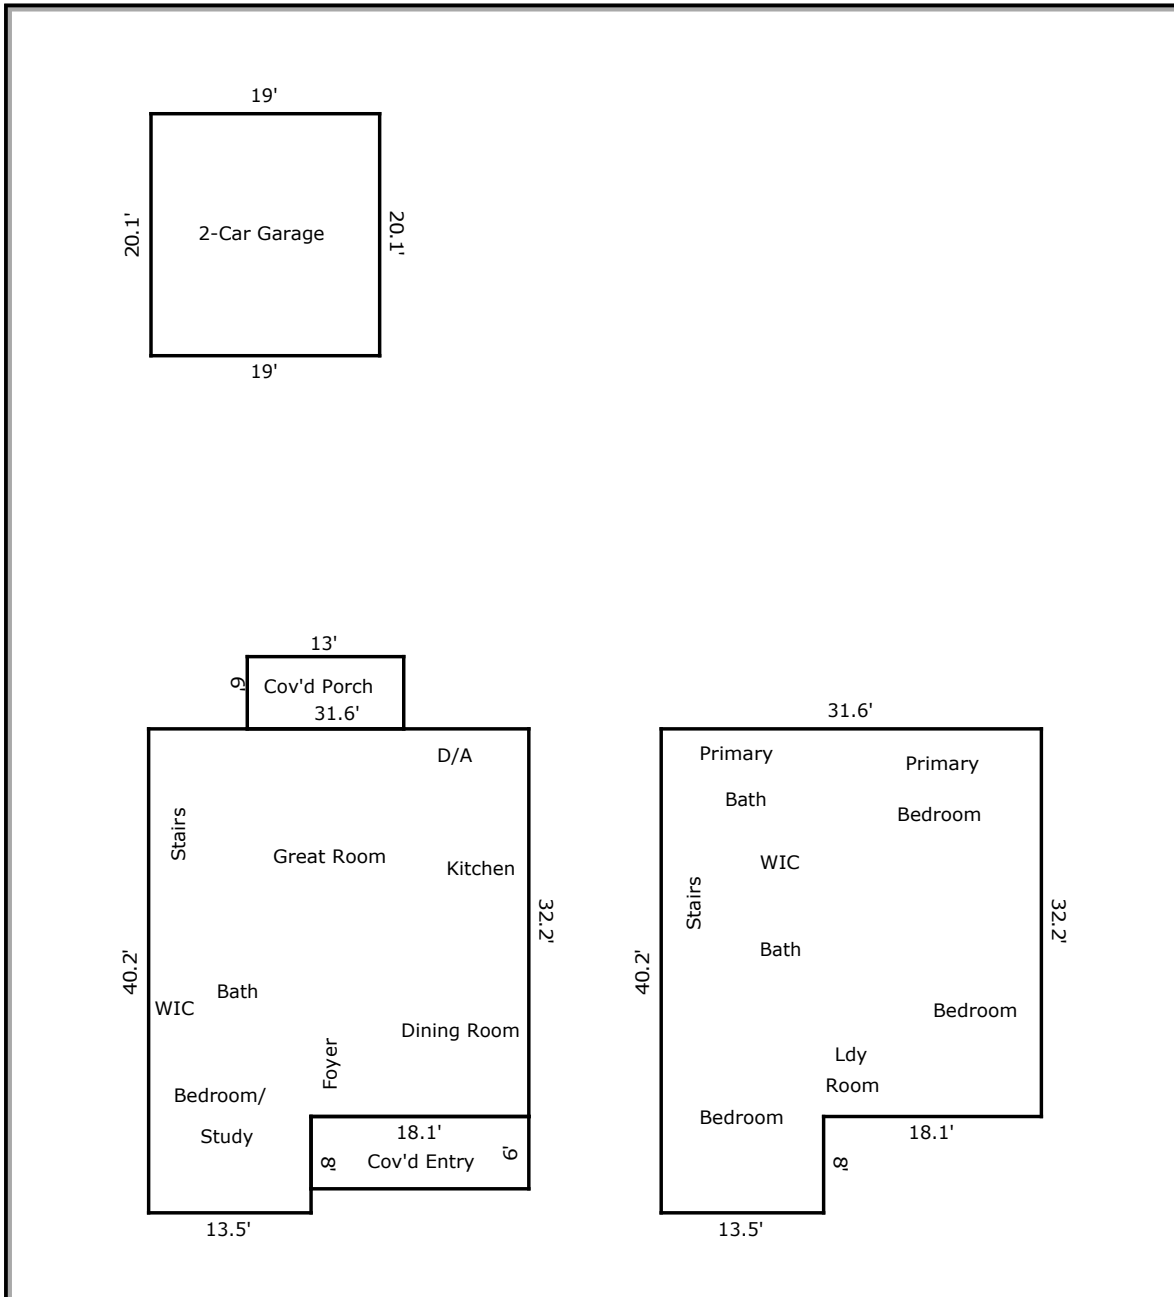 19'
20.1'
2-Car Garage
20.1'
19'
13'
6'
Cov'd Porch
31.6'
D/A
Stairs
Great Room
Kitchen
32.2'
40.2'
Bath
WIC
Dining Room
Foyer
Bedroom/
Study
18.1'
8'
Cov'd Entry
6'
13.5'
31.6'
Primary
Bath
Primary
Bedroom
WIC
Stairs
32.2'
40.2'
Bath
Bedroom
Ldy
Room
Bedroom
18.1'
8'
13.5'